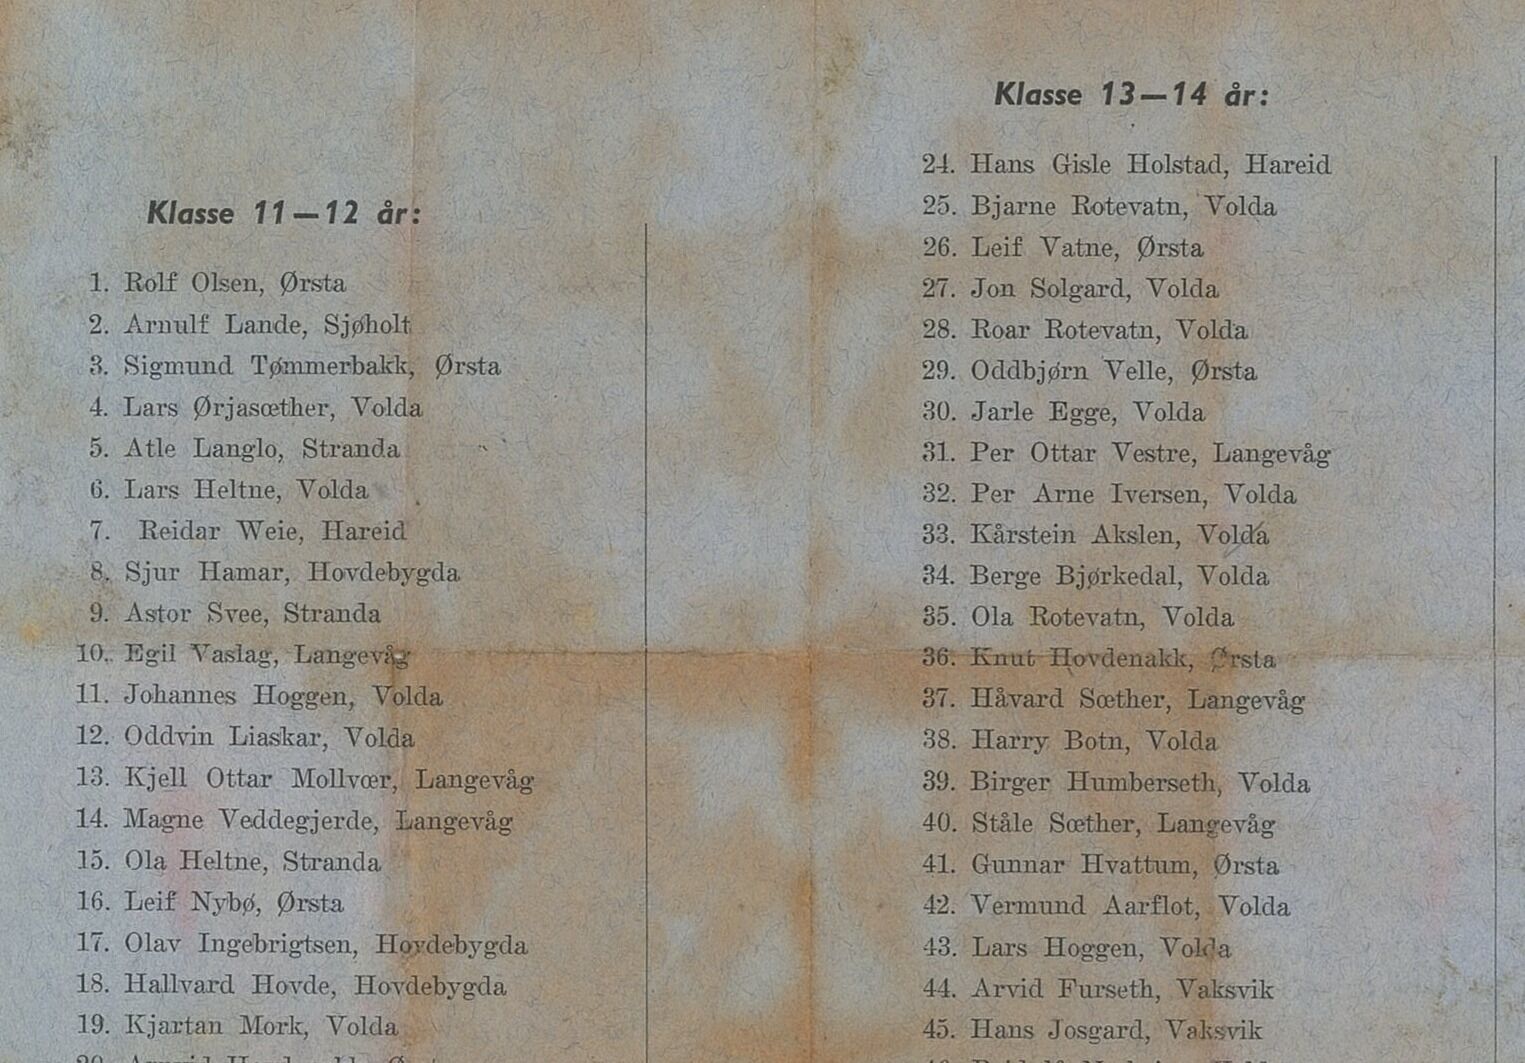 Klasse 11—12 år:
1. Rolf Olsen, Ørsta
2. Arnulf Lande, Sjøholt
3. Sigmund Tømmerbakk, Ørsta
4. Lars Ørjasœther, Volda
5. Atle Langlo, Stranda
6. Lars Heltne, Volda
7. Reidar Weie, Hareid
8. Sjur Hamar, Hovdebygda
9. Astor Svee, Stranda
10. Egil Vaslag, Langevåg
11. Johannes Hoggen, Volda
12. Oddvin Liaskar, Volda
13. Kjell Ottar Mollvœr, Langevåg
14. Magne Veddegjerde, Langevåg
15. Ola Heltne, Stranda
16. Leif Nybø, Ørsta
17. Olav Ingebrigtsen, Hovdebygda
18. Hallvard Hovde, Hovdebygda
19. Kjartan Mork, Volda
Klasse 13—14 år:
24. Hans Gisle Holstad, Hareid
25. Bjarne Rotevatn, Volda
26. Leif Vatne, Ørsta
27. Jon Solgard, Volda
28. Roar Rotevatn, Volda
29. Oddbjørn Velle, Ørsta
30. Jarle Egge, Volda
31. Per Ottar Vestre, Langevåg
32. Per Arne Iversen, Volda
33. Kårstein Akslen, Volda
34. Berge Bjørkedal, Volda
35. Ola Rotevatn, Volda
36. Knut Hovdenakk, Ørsta
37. Håvard Sœther, Langevåg
38. Harry Botn, Volda
39. Birger Humberseth, Volda
40. Ståle Sœther, Langevåg
41. Gunnar Hvattum, Ørsta
42. Vermund Aarflot, Volda
43. Lars Hoggen, Volda
44. Arvid Furseth, Vaksvik
45. Hans Josgard, Vaksvik